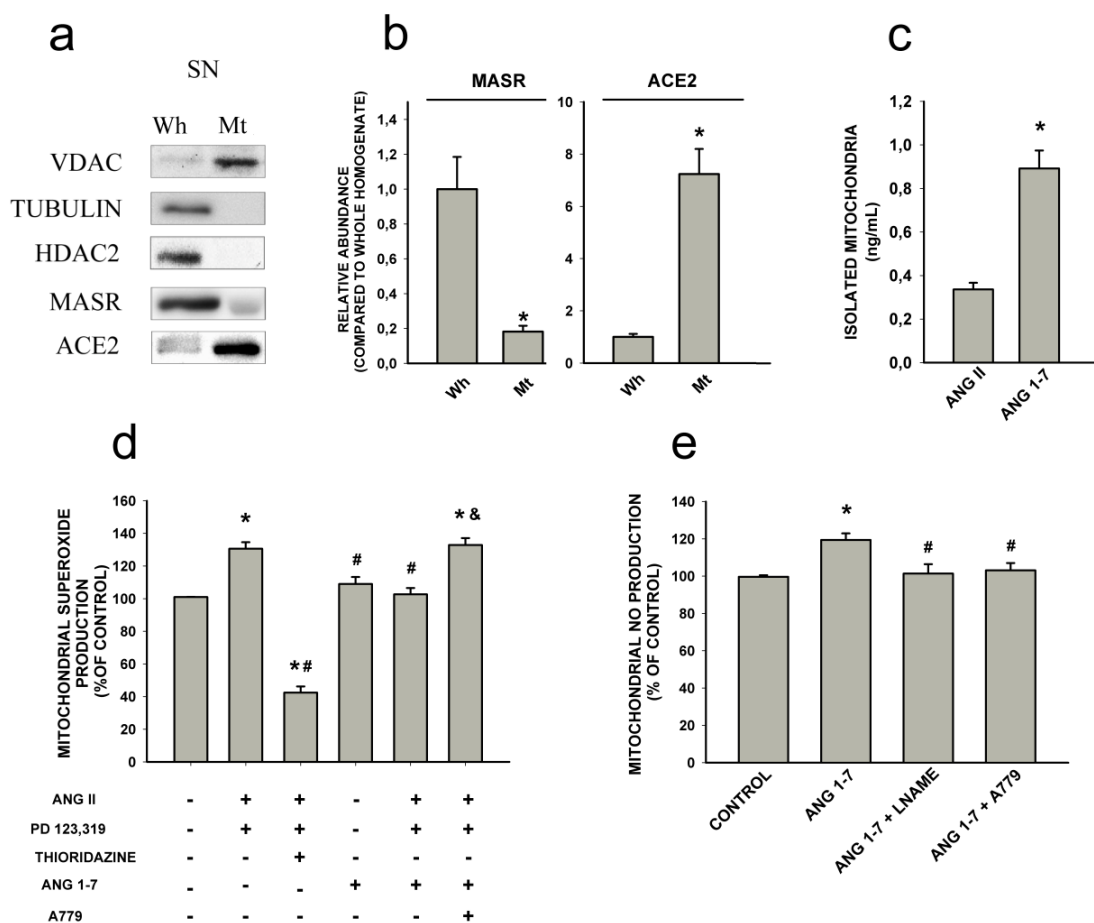 a
SN
Wh Mt
VDAC
TUBULIN
HDAC2
MASR
ACE2
b
MASR
ACE2
RELATIVE ABUNDANCE
(COMPARED TO WHOLE HOMOGENATE)
1,4
1,2
1,0
0,8
0,6
0,4
0,2
0,0
*
Wh
Mt
10
8
6
4
2
0
*
Wh
Mt
c
ISOLATED MITOCHONDRIA
(ng/mL)
1,2
1,0
0,8
0,6
0,4
0,2
0,0
*
ANG II
ANG 1-7
d
MITOCHONDRIAL SUPEROXIDE
PRODUCTION
(%OF CONTROL)
160
140
120
100
80
60
40
20
0
*
*#
#
#
* &
ANG II - + + - + +
PD 123,319 - + + - + +
THIORIDAZINE - - + - - -
ANG 1-7 - - - + + +
A779 - - - - - +
e
MITOCHONDRIAL NO PRODUCTION
(% OF CONTROL)
140
120
100
80
60
40
20
0
*
#
#
CONTROL
ANG 1-7
ANG 1-7 + LNAME
ANG 1-7 + A779